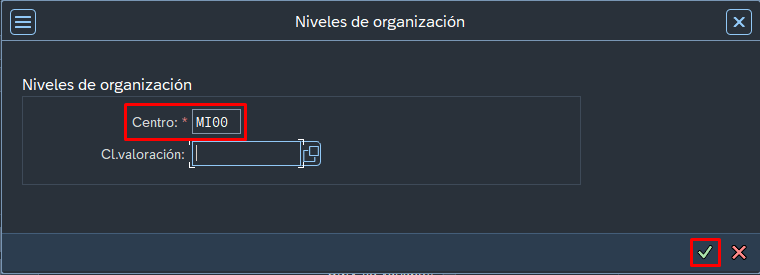 Niveles de organización
Niveles de organización
Centro: * MI00
Cl.valoración: